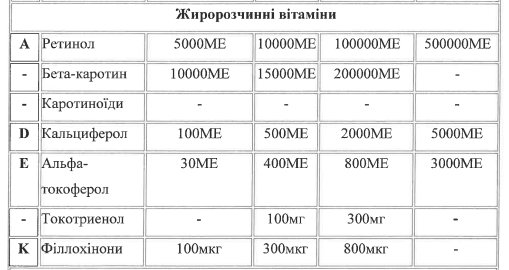 Жиророзчинні вітаміни
А Ретинол 5000МЕ 10000МЕ 100000МЕ 500000МЕ
- Бета-каротин 10000МЕ 15000МЕ 200000МЕ -
- Каротиноїди - - - -
D Кальциферол 100МЕ 500МЕ 2000МЕ 5000МЕ
Е Альфа- 30МЕ 400МЕ 800МЕ 3000МЕ
токоферол
- Токотриенол - 100мг 300мг -
К Філлохінони 100мкг 300мкг 800мкг -